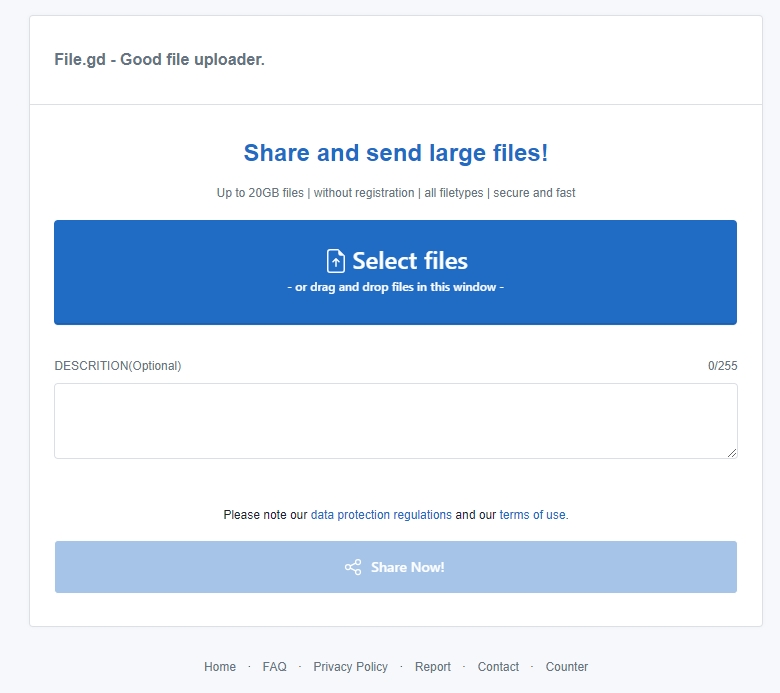 File.gd - Good file uploader.
Share and send large files!
Up to 20GB files | without registration | all filetypes | secure and fast
Select files
- or drag and drop files in this window -
DESCRITION(Optional) 0/255
Please note our data protection regulations and our terms of use.
Share Now!
Home · FAQ · Privacy Policy · Report · Contact · Counter